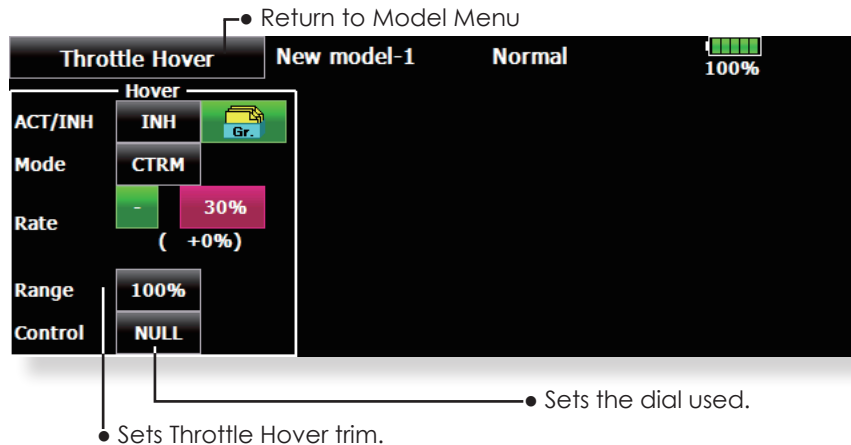 ● Return to Model Menu
Throttle Hover New model-1 Normal 100%
Hover
ACT/INH INH Gr.
Mode CTRM
Rate - 30%
( +0%)
Range 100%
Control NULL
● Sets the dial used.
● Sets Throttle Hover trim.